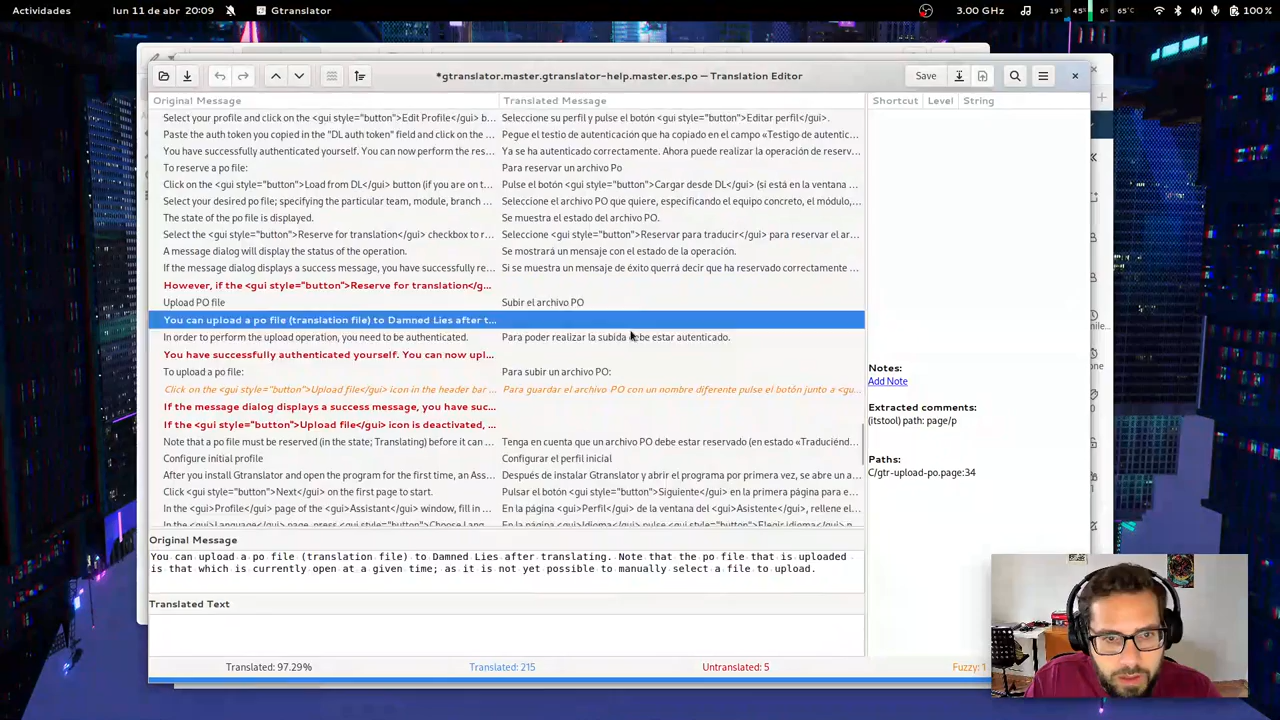 Actividades lun 11 de abr 20:09 Gtranslator 3.00 GHz 19% 45% 65°C 100 %
*gtranslator.master.gtranslator-help.master.es.po — Translation Editor Save
Original Message Translated Message Shortcut Level String
Select your profile and click on the <gui style="button">Edit Profile</gui> b... Seleccione su perfil y pulse el botón <gui style="button">Editar perfil</gui>.
Paste the auth token you copied in the "DL auth token" field and click on the ... Pegue el testio de autenticación que ha copiado en el campo «Testigo de autentic...
You have successfully authenticated yourself. You can now perform the res... Ya se ha autenticado correctamente. Ahora puede realizar la operación de reserv...
To reserve a po file: Para reservar un archivo Po
Click on the <gui style="button">Load from DL</gui> button (if you are on t... Pulse el botón <gui style="button">Cargar desde DL</gui> (si está en la ventana ...
Select your desired po file; specifying the particular team, module, branch ... Seleccione el archivo PO que quiere, especificando el equipo concreto, el módulo, ...
The state of the po file is displayed. Se muestra el estado del archivo PO.
Select the <gui style="button">Reserve for translation</gui> checkbox to r... Seleccione <gui style="button">Reservar para traducir</gui> para reservar el ar...
A message dialog will display the status of the operation. Se mostrará un mensaje con el estado de la operación.
If the message dialog displays a success message, you have successfully re... Si se muestra un mensaje de éxito querrá decir que ha reservado correctamente ...
However, if the <gui style="button">Reserve for translation</g...
Upload PO file Subir el archivo PO
You can upload a po file (translation file) to Damned Lies after t...
In order to perform the upload operation, you need to be authenticated. Para poder realizar la subida debe estar autenticado.
You have successfully authenticated yourself. You can now upl...
To upload a po file: Para subir un archivo PO:
Click on the <gui style="button">Upload file</gui> icon in the header bar ... Para guardar el archivo PO con un nombre diferente pulse el botón junto a <gu...
If the message dialog displays a success message, you have suc...
If the <gui style="button">Upload file</gui> icon is deactivated, ...
Note that a po file must be reserved (in the state; Translating) before it can ... Tenga en cuenta que un archivo PO debe estar reservado (en estado «Traduciénd...
Configure initial profile Configurar el perfil inicial
After you install Gtranslator and open the program for the first time, an Ass... Después de instalar Gtranslator y abrir el programa por primera vez, se abre un a...
Click <gui style="button">Next</gui> on the first page to start. Pulsar el botón <gui style="button">Siguiente</gui> en la primera página para e...
In the <gui>Profile</gui> page of the <gui>Assistant</gui> window, fill in ... En la página <gui>Perfil</gui> de la ventana del <gui>Asistente</gui>, rellene el...
In the <gui>Language</gui> page, press <gui>Choose Lang... En la página <gui>Idioma</gui> pulse <gui>Elegir idioma</gui>
Notes:
Add Note
Extracted comments:
(itstool) path: page/p
Paths:
C/gtr-upload-po.page:34
Original Message
You can upload a po file (translation file) to Damned Lies after translating. Note that the po file that is uploaded
is that which is currently open at a given time; as it is not yet possible to manually select a file to upload.
Translated Text
Translated: 97.29% Translated: 215 Untranslated: 5 Fuzzy: 1